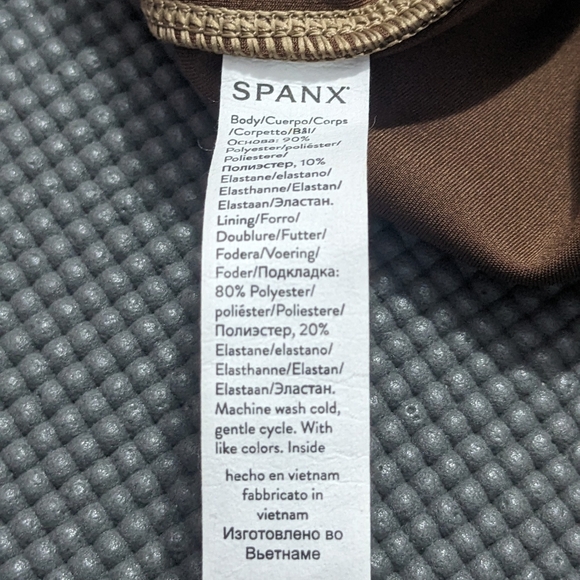 SPANX
Body/Cuerpo/Corps
/Corpetto/Bål/
Основа: 90%
Polyester/poliéster/
Poliestere/
Полиэстер, 10%
Elastane/elastano/
Elasthanne/Elastan/
Elastaan/Эластан.
Lining/Forro/
Doublure/Futter/
Fodera/Voering/
Foder/Подкладка:
80% Polyester/
poliéster/Poliestere/
Полиэстер, 20%
Elastane/elastano/
Elasthanne/Elastan/
Elastaan/Эластан.
Machine wash cold,
gentle cycle. With
like colors. Inside
hecho en vietnam
fabbricato in
vietnam
Изготовлено во
Вьетнаме